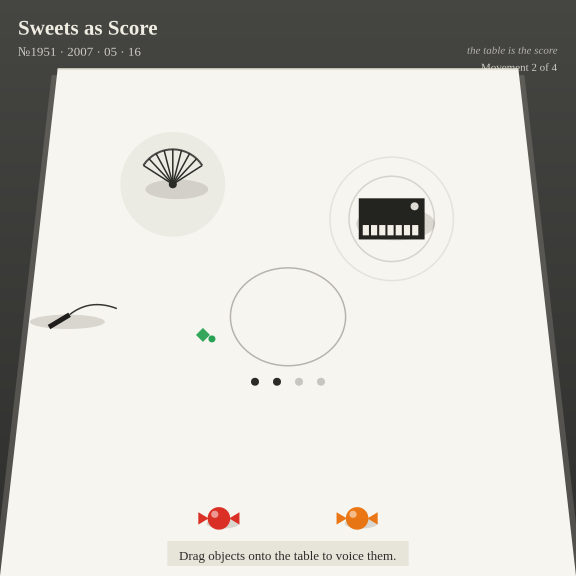 Sweets as Score
№1951 · 2007 · 05 · 16
the table is the score
Movement 2 of 4
Drag objects onto the table to voice them.